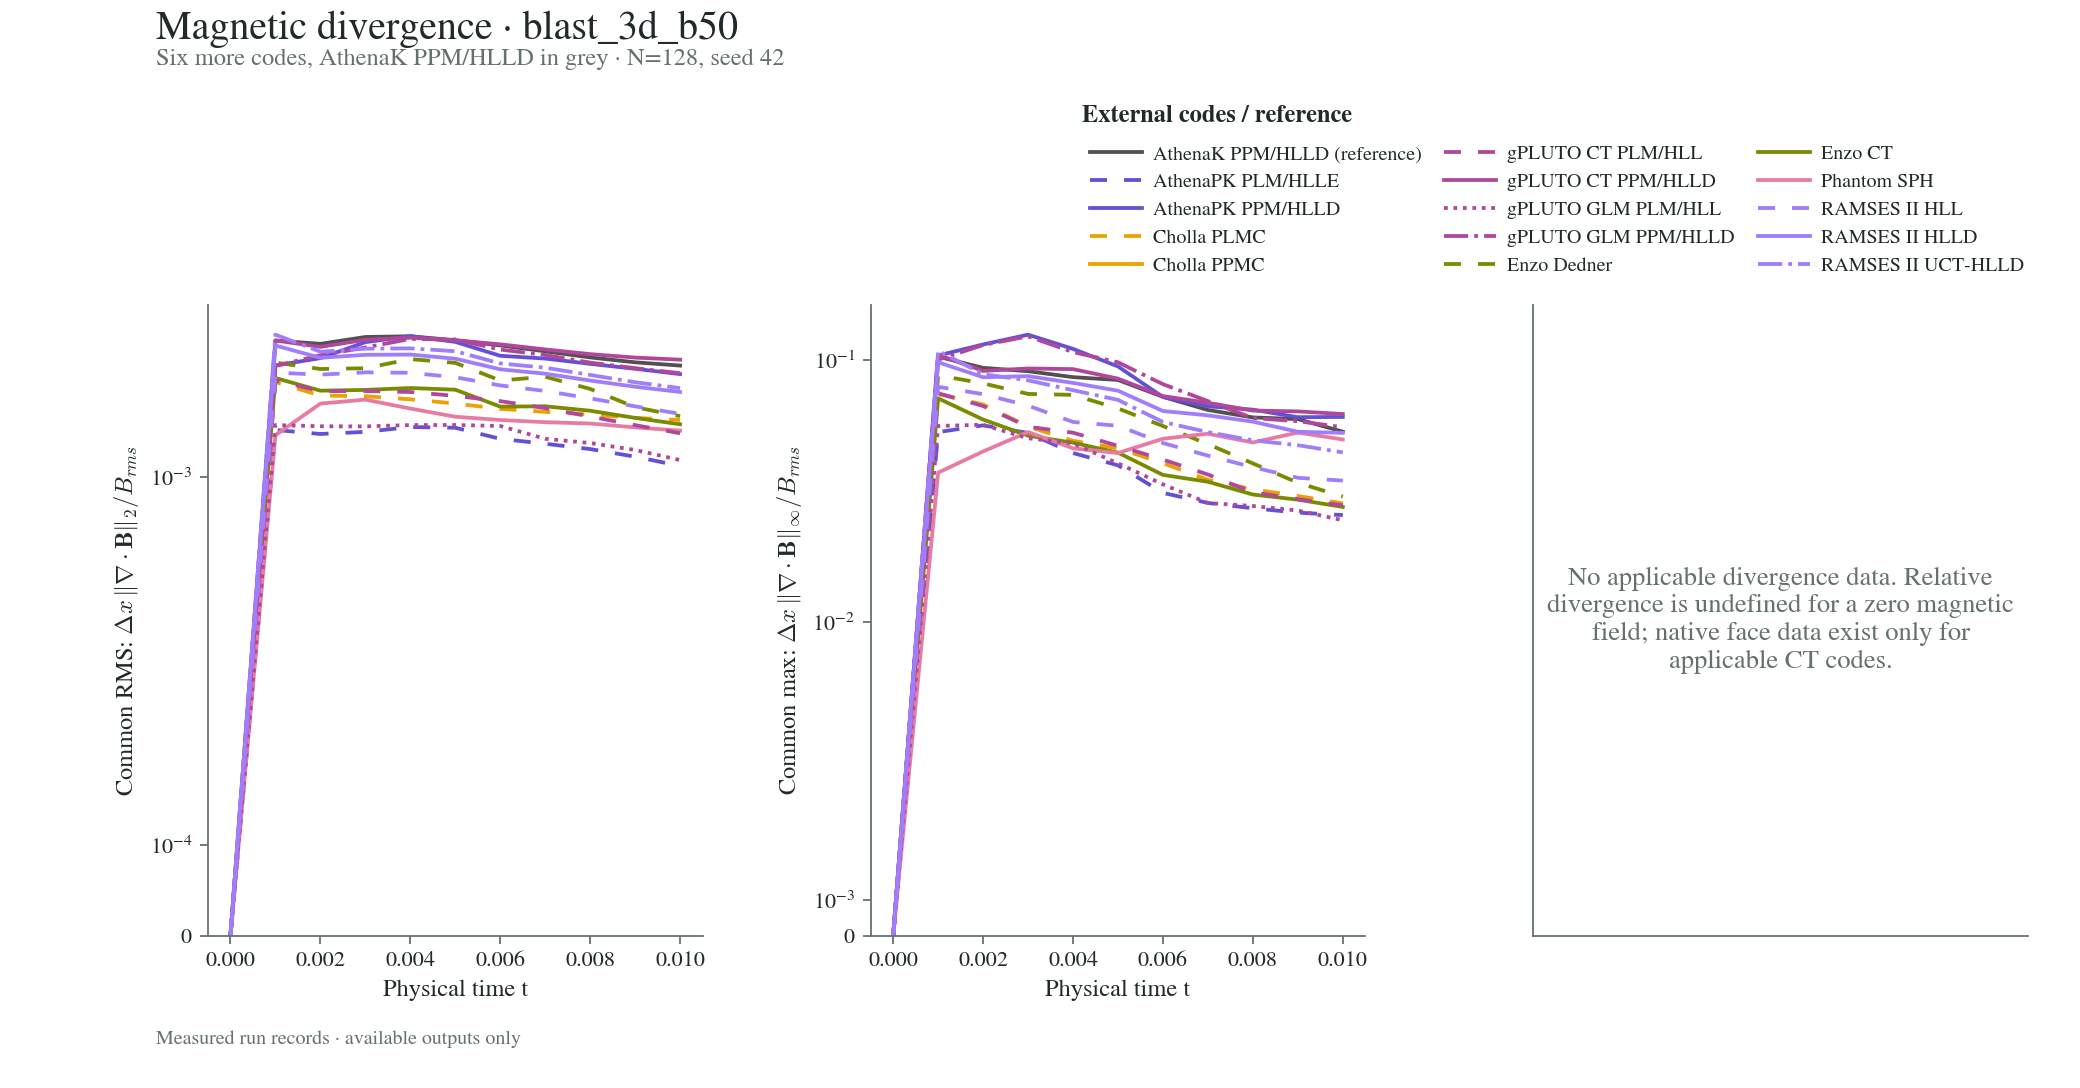 Magnetic divergence · blast_3d_b50
Six more codes, AthenaK PPM/HLLD in grey · N=128, seed 42
External codes / reference
AthenaK PPM/HLLD (reference)
AthenaPK PLM/HLLE
AthenaPK PPM/HLLD
Cholla PLMC
Cholla PPMC
gPLUTO CT PLM/HLL
gPLUTO CT PPM/HLLD
gPLUTO GLM PLM/HLL
gPLUTO GLM PPM/HLLD
Enzo Dedner
Enzo CT
Phantom SPH
RAMSES II HLL
RAMSES II HLLD
RAMSES II UCT-HLLD
Common RMS: Δx ‖∇ · B‖₂/B_rms
10⁻³
10⁻⁴
0
0.000 0.002 0.004 0.006 0.008 0.010
Physical time t
Common max: Δx ‖∇ · B‖∞/B_rms
10⁻¹
10⁻²
10⁻³
0
0.000 0.002 0.004 0.006 0.008 0.010
Physical time t
No applicable divergence data. Relative
divergence is undefined for a zero magnetic
field; native face data exist only for
applicable CT codes.
Measured run records · available outputs only